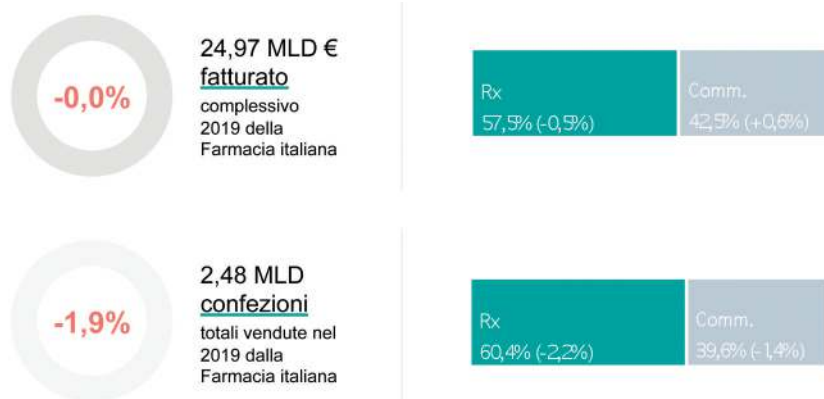 -0,0%
24,97 MLD €
fatturato
complessivo
2019 della
Farmacia italiana
Rx
57,5% (-0,5%)
Comm.
42,5% (+0,6%)
-1,9%
2,48 MLD
confezioni
totali vendute nel
2019 dalla
Farmacia italiana
Rx
60,4% (-2,2%)
Comm.
39,6% (-1,4%)